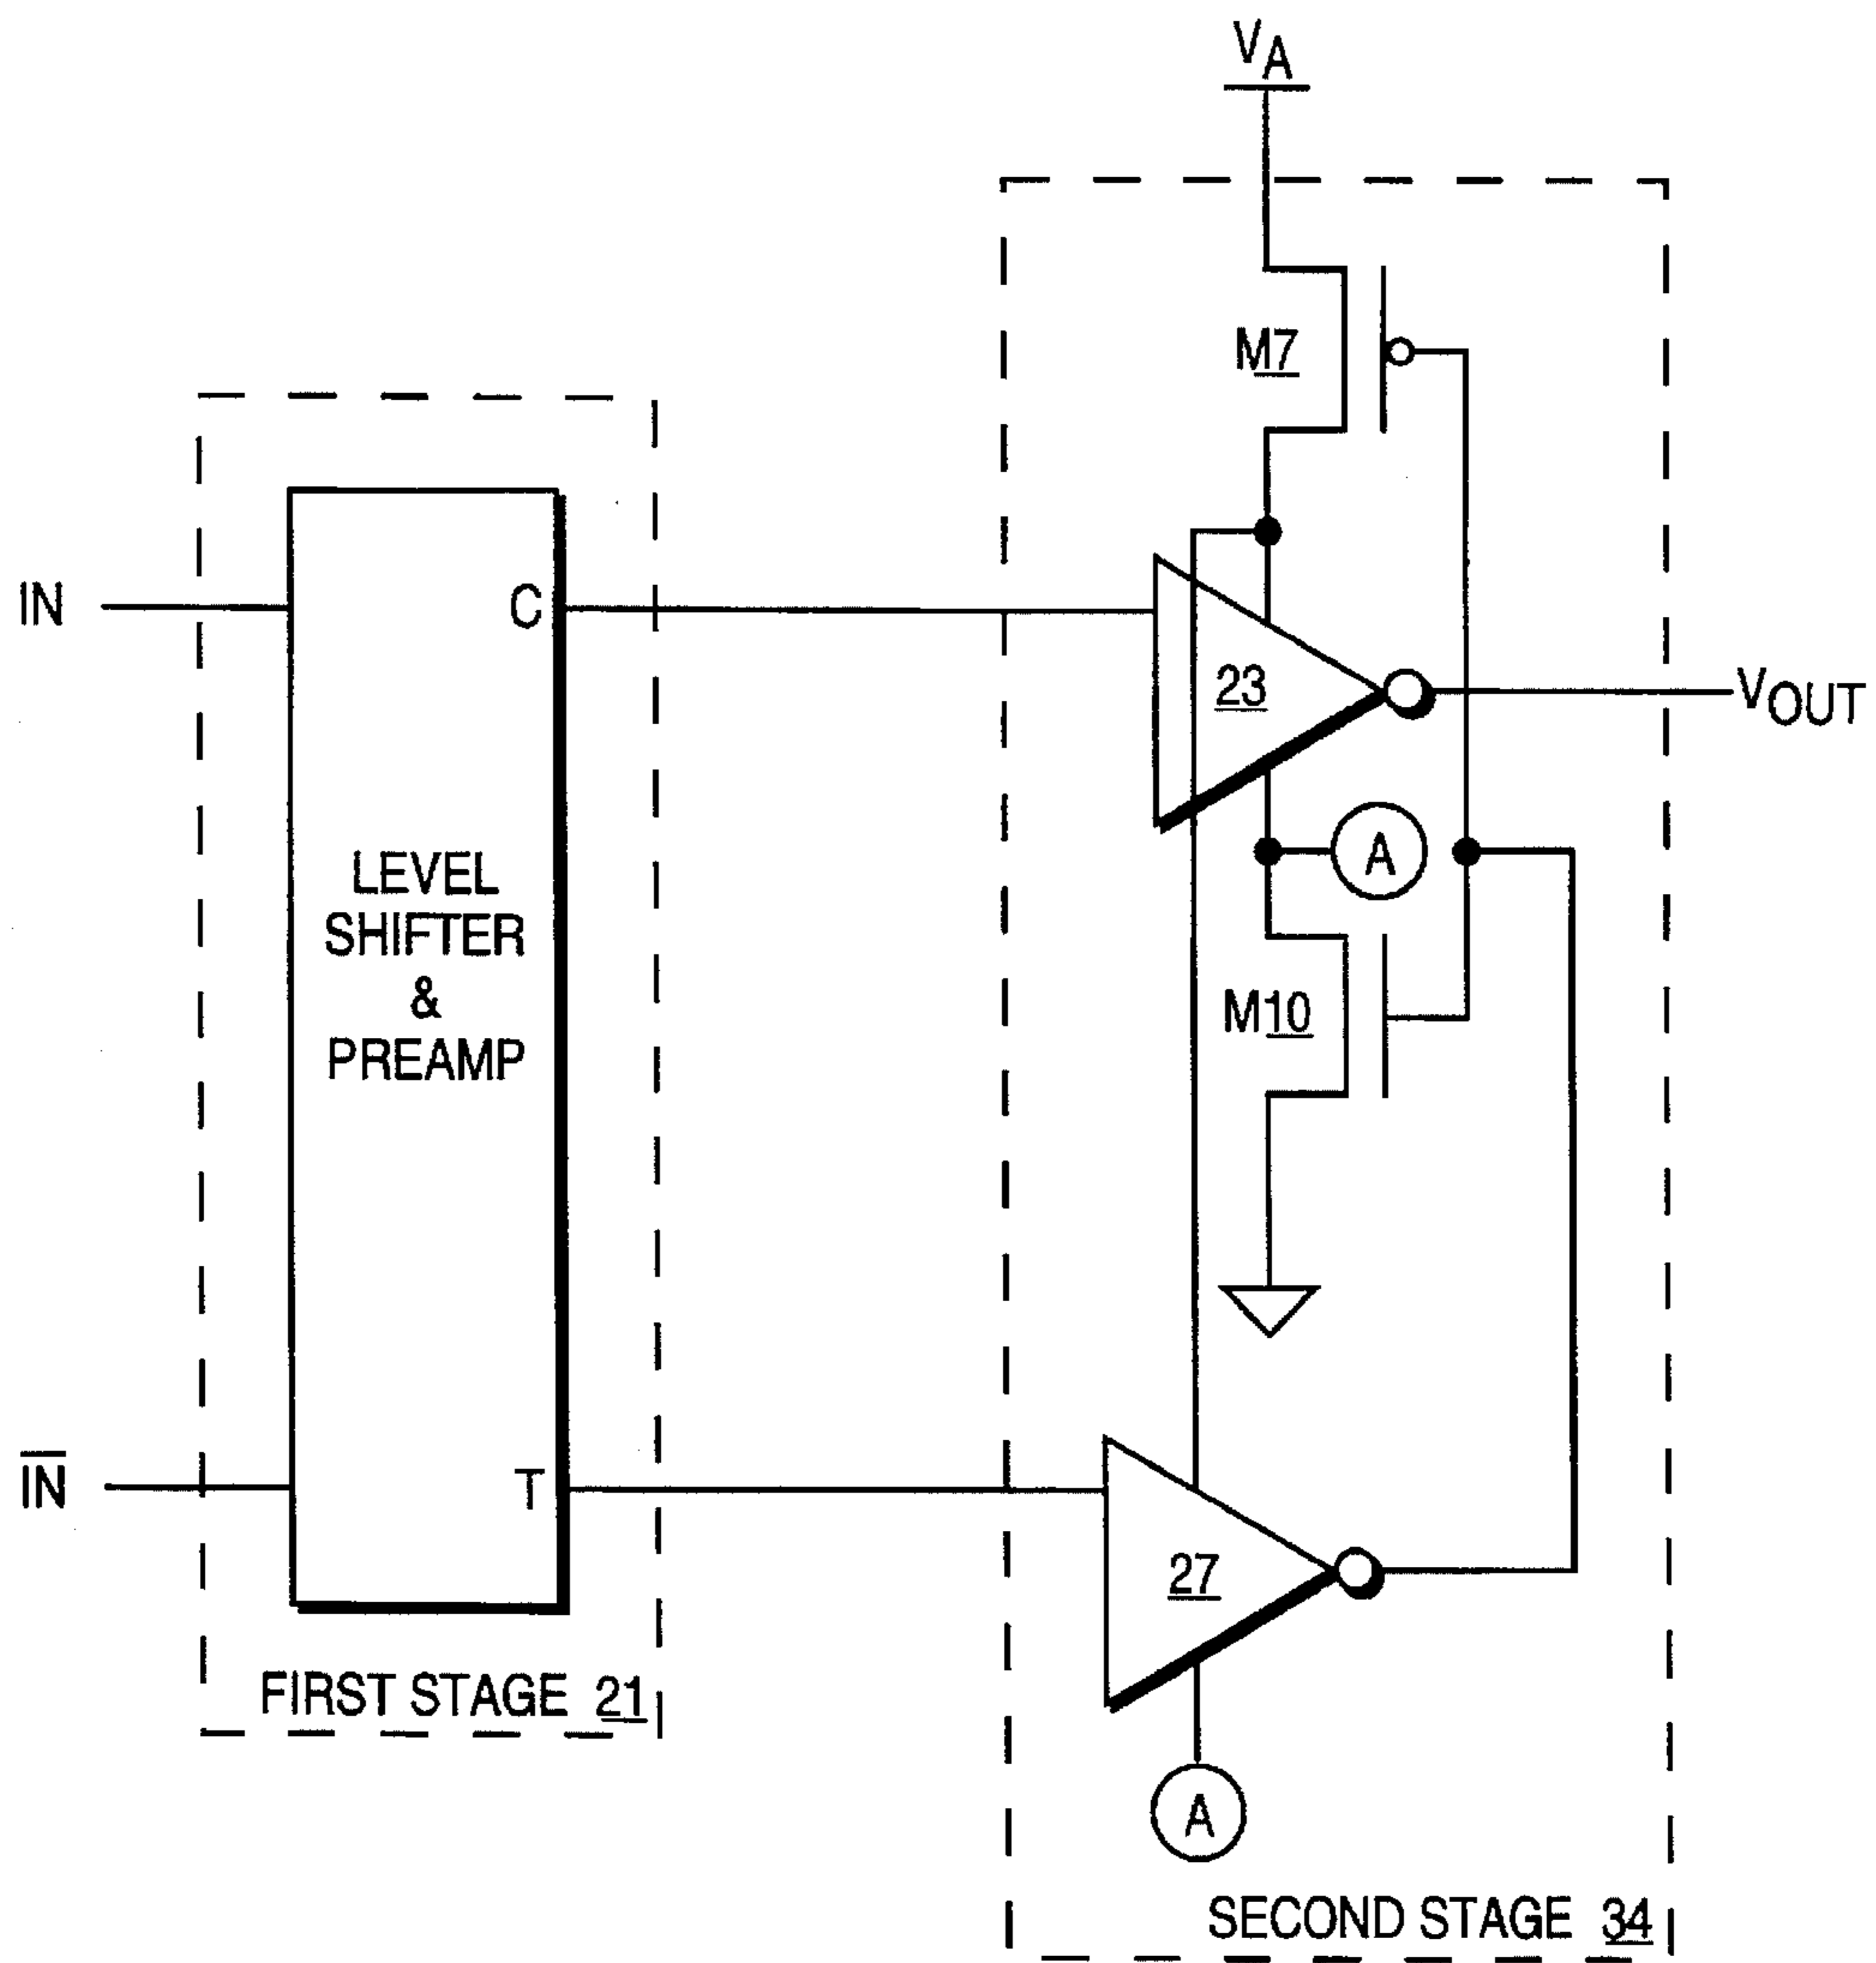 VA
M7
IN
C
23
VOUT
A
LEVEL
SHIFTER
&
PREAMP
M10
IN
T
27
FIRST STAGE 21
A
SECOND STAGE 34